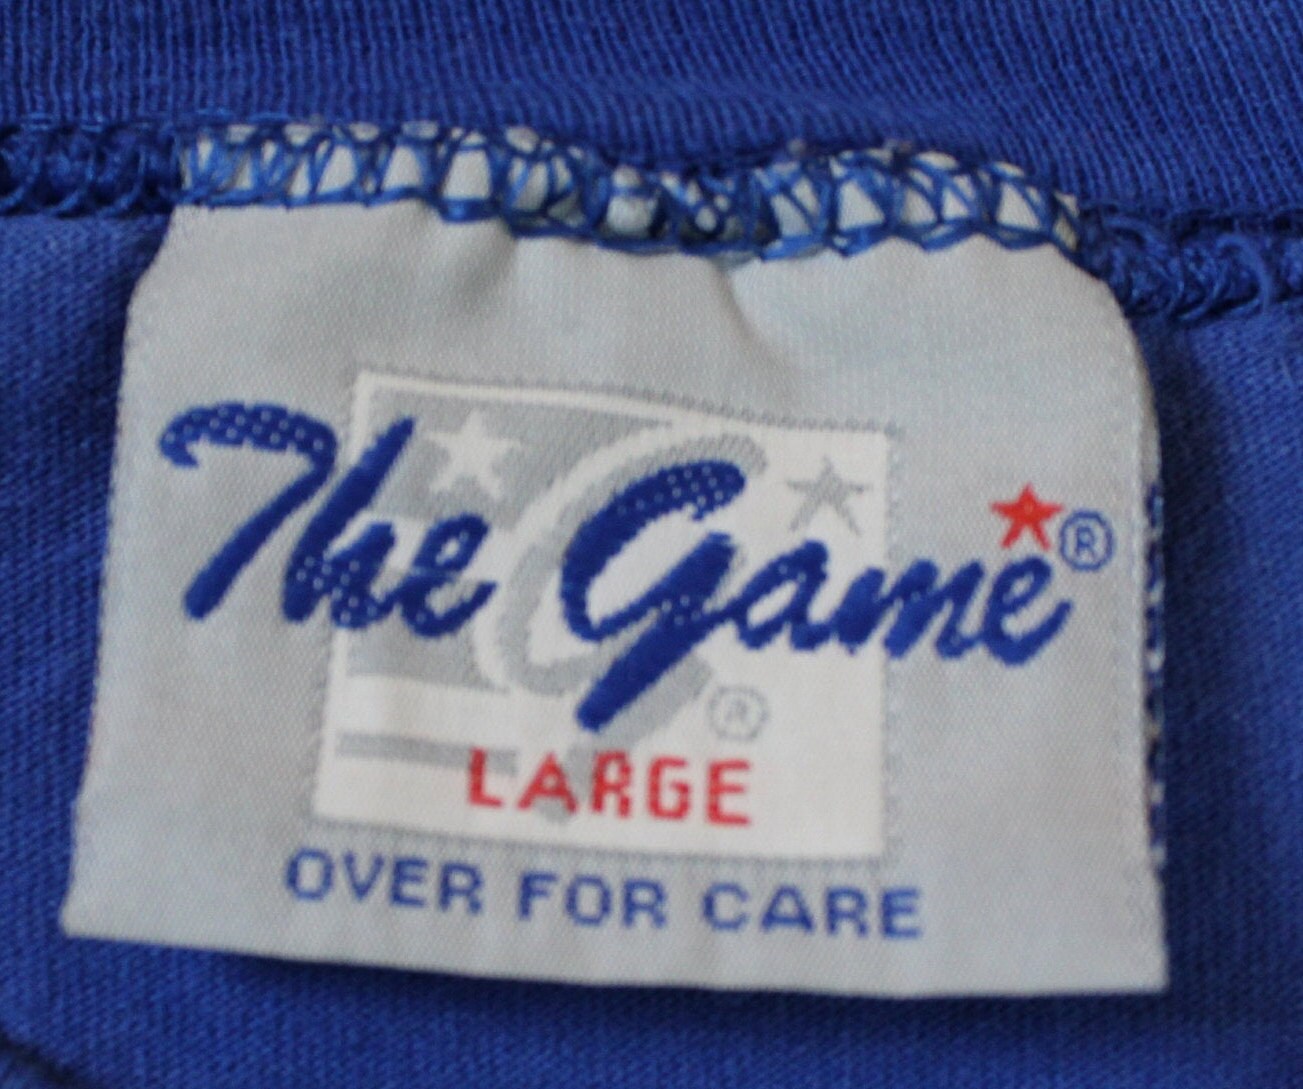 The Game®
®
LARGE
OVER FOR CARE